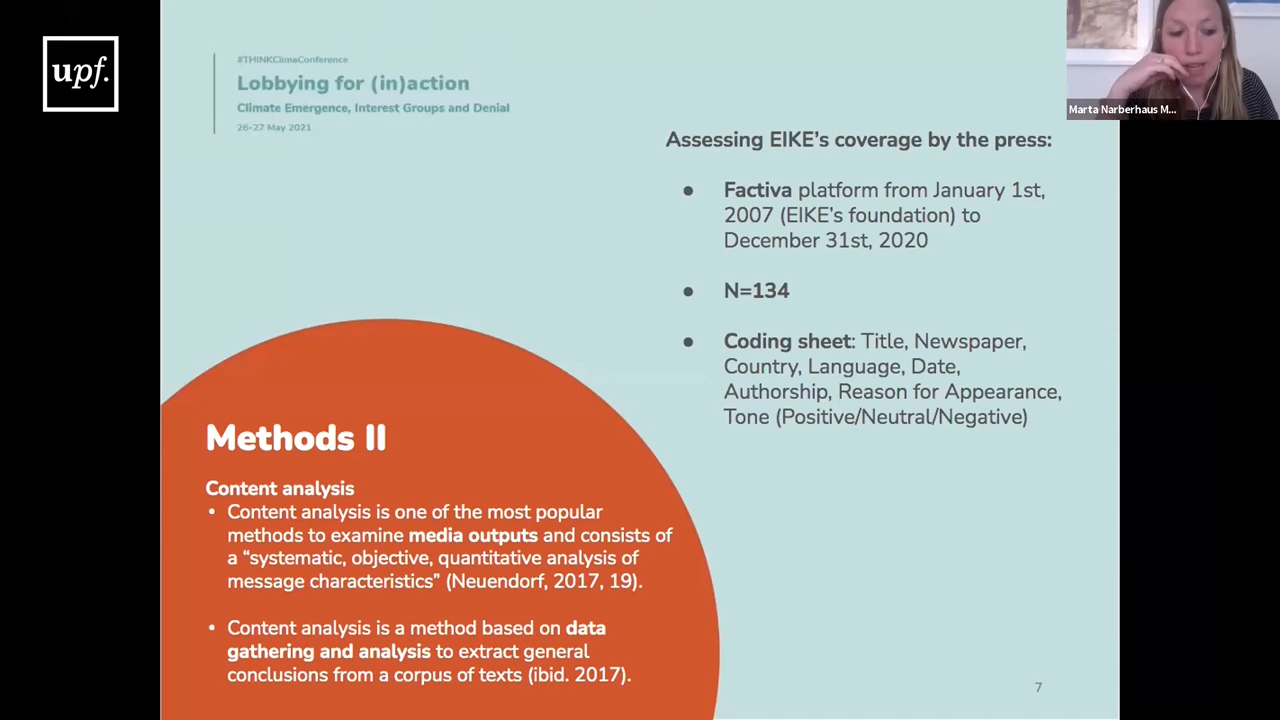 upf.
#THINKClimeConference
Lobbying for (in)action
Climate Emergence, Interest Groups and Denial
26-27 May 2021
Marta Narberhaus M...
Assessing EIKE's coverage by the press:
● Factiva platform from January 1st,
2007 (EIKE's foundation) to
December 31st, 2020
● N=134
● Coding sheet: Title, Newspaper,
Country, Language, Date,
Authorship, Reason for Appearance,
Tone (Positive/Neutral/Negative)
Methods II
Content analysis
• Content analysis is one of the most popular
methods to examine media outputs and consists of
a “systematic, objective, quantitative analysis of
message characteristics” (Neuendorf, 2017, 19).
• Content analysis is a method based on data
gathering and analysis to extract general
conclusions from a corpus of texts (ibid. 2017).
7